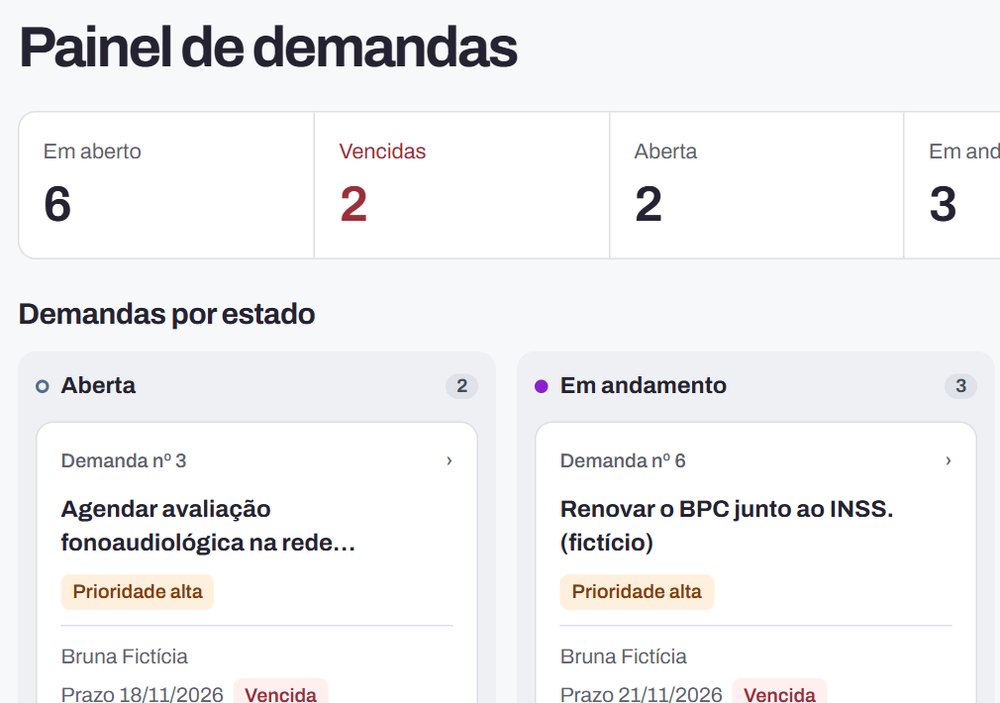 Painel de demandas
Em aberto
6
Vencidas
2
Aberta
2
Em and
3
Demandas por estado
Aberta
2
Demanda nº 3
›
Agendar avaliação
fonoaudiológica na rede…
Prioridade alta
Bruna Fictícia
Prazo 18/11/2026 Vencida
Em andamento
3
Demanda nº 6
›
Renovar o BPC junto ao INSS.
(fictício)
Prioridade alta
Bruna Fictícia
Prazo 21/11/2026 Vencida